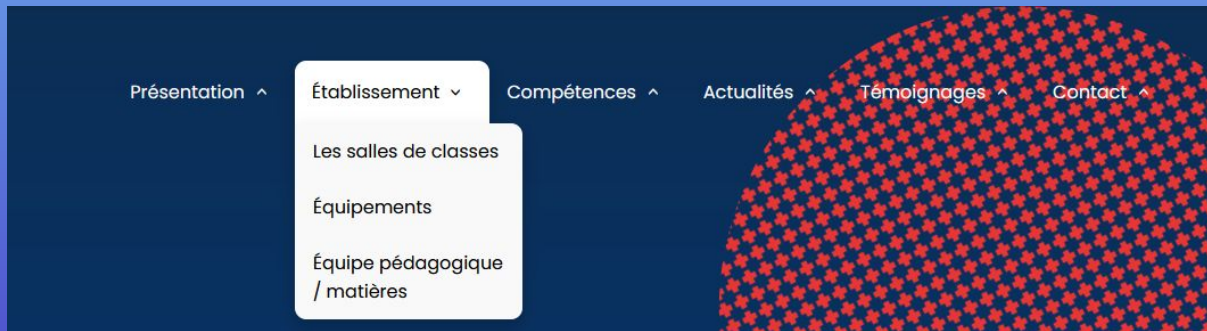 Présentation
Établissement
Compétences
Actualités
Témoignages
Contact
Les salles de classes
Équipements
Équipe pédagogique
/ matières